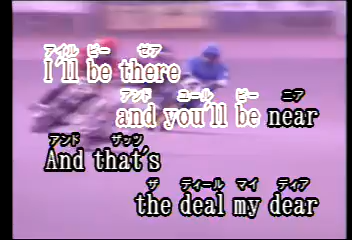 アイル ビー ゼア
I'll be there
アンド ユール ビー ニア
and you'll be near
アンド ザッツ
And that's
ザ ディール マイ ディア
the deal my dear